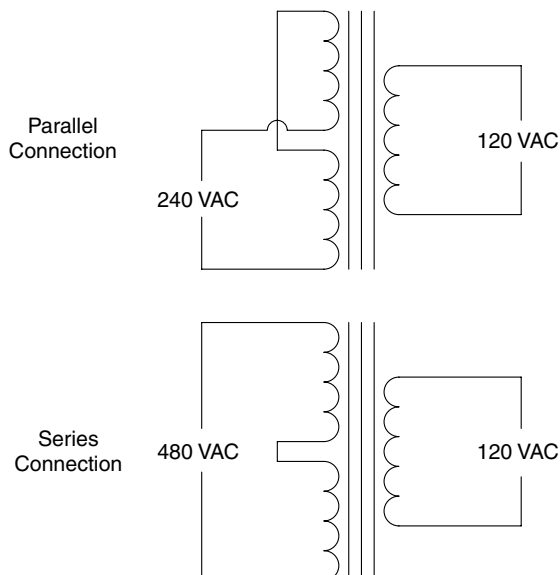 Parallel
Connection
240 VAC
120 VAC
Series
Connection
480 VAC
120 VAC